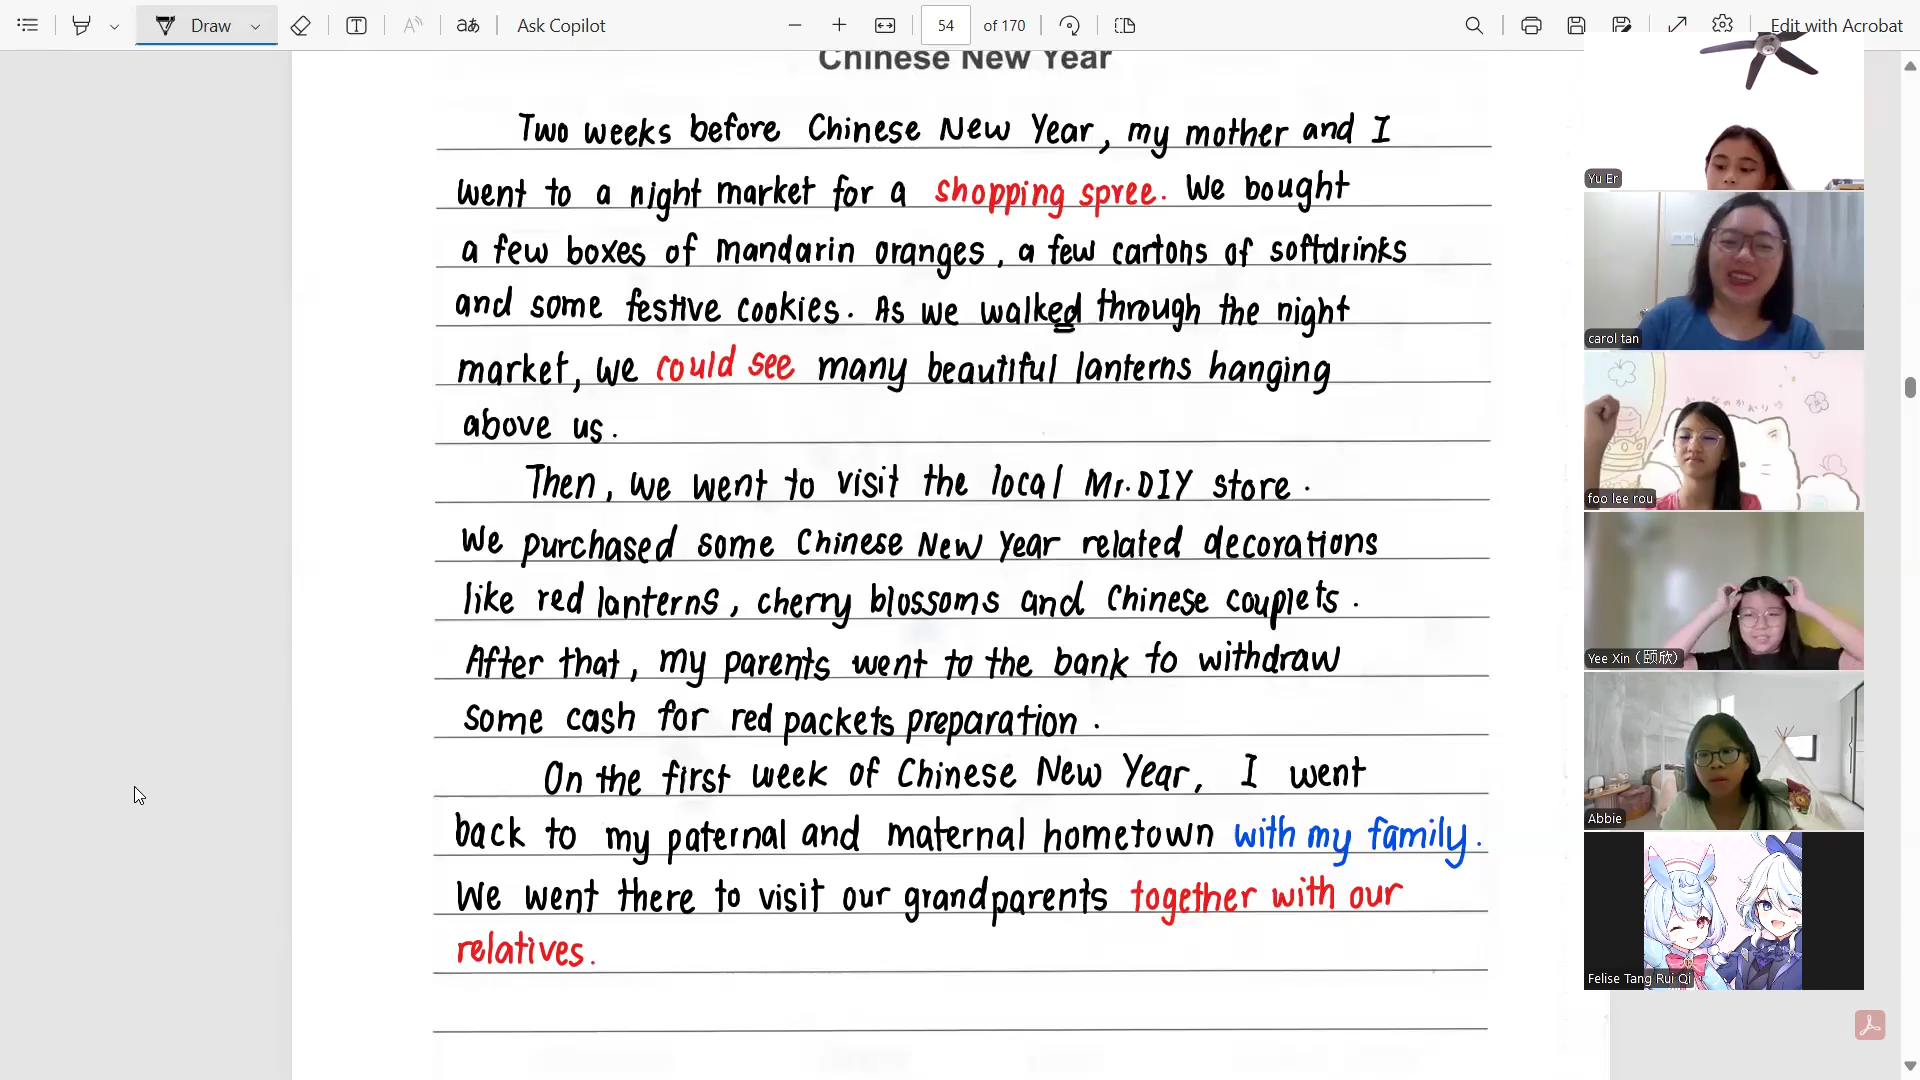 Draw
Ask Copilot
54 of 170
Edit with Acrobat
Chinese New Year
Two weeks before Chinese New Year, my mother and I
went to a night market for a shopping spree. We bought
a few boxes of mandarin oranges, a few cartons of softdrinks
and some festive cookies. As we walked through the night
market, we could see many beautiful lanterns hanging
above us.
Then, we went to visit the local Mr.DIY store.
We purchased some Chinese New Year related decorations
like red lanterns, cherry blossoms and Chinese couplets.
After that, my parents went to the bank to withdraw
some cash for red packets preparation.
On the first week of Chinese New Year, I went
back to my paternal and maternal hometown with my family.
We went there to visit our grandparents together with our
relatives.
Yu Er
carol tan
foo lee rou
Yee Xin (颐欣)
Abbie
Felise Tang Rui Qi